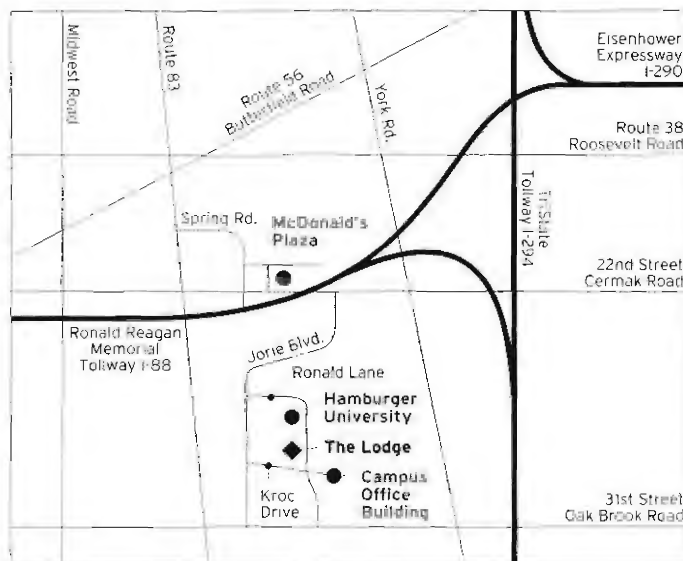 Midwest Road
Route 83
Route 56
Butterfield Road
York Rd.
Eisenhower
Expressway
I-290
Route 38
Roosevelt Road
Tri State
Tollway I-294
Spring Rd.
McDonald's
Plaza
22nd Street
Cermak Road
Ronald Reagan
Memorial
Tollway I-88
Jorie Blvd.
Ronald Lane
Hamburger
University
The Lodge
Campus
Office
Building
Kroc
Drive
31st Street
Oak Brook Road